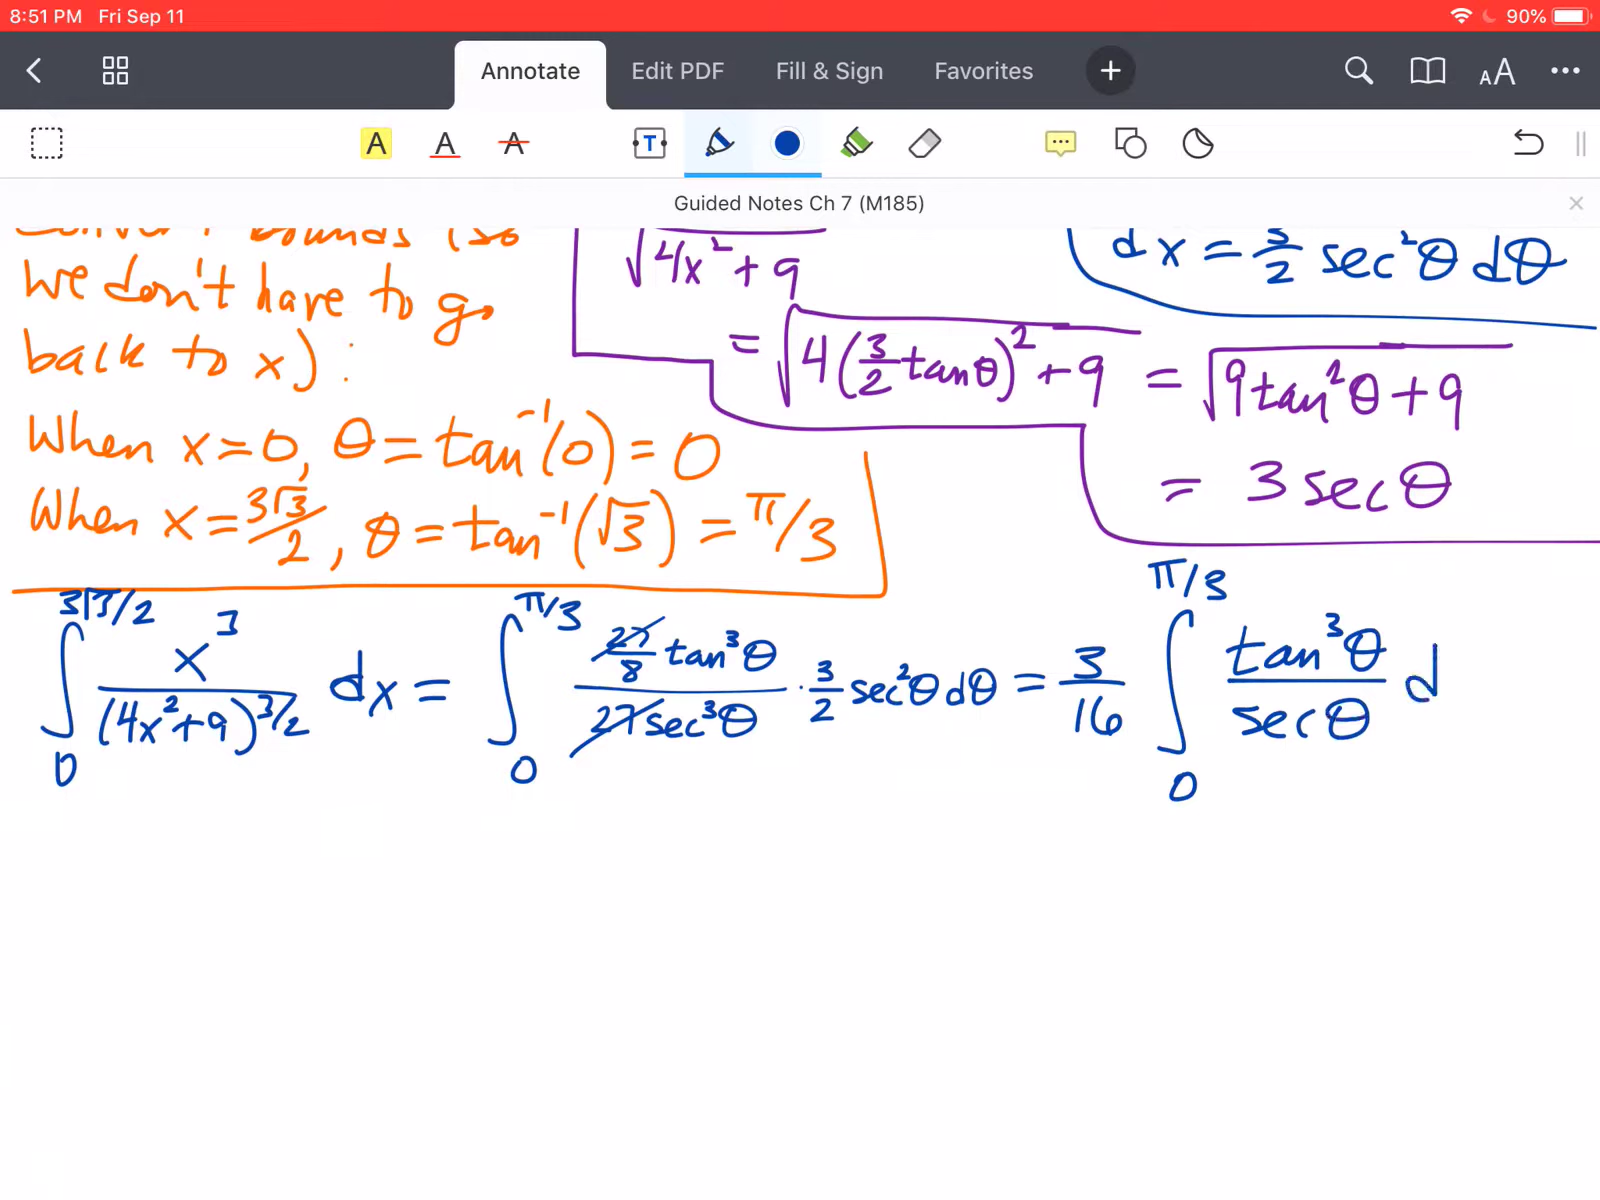 8:51 PM Fri Sep 11 90%
Annotate Edit PDF Fill & Sign Favorites + AA
A A A T
Guided Notes Ch 7 (M185)
convert bounds (so
we don't have to go
back to x):
When x=0, θ = tan⁻¹(0) = 0
When x = 3√3/2, θ = tan⁻¹(√3) = π/3
√(4x² + 9)
= √(4(3/2 tanθ)² + 9) = √(9tan²θ + 9)
= 3 secθ
dx = 3/2 sec²θ dθ
∫₀^(3√3/2) x³/(4x²+9)^(3/2) dx = ∫₀^(π/3) (27/8 tan³θ)/(27 sec³θ) · 3/2 sec²θ dθ = 3/16 ∫₀^(π/3) tan³θ/secθ d